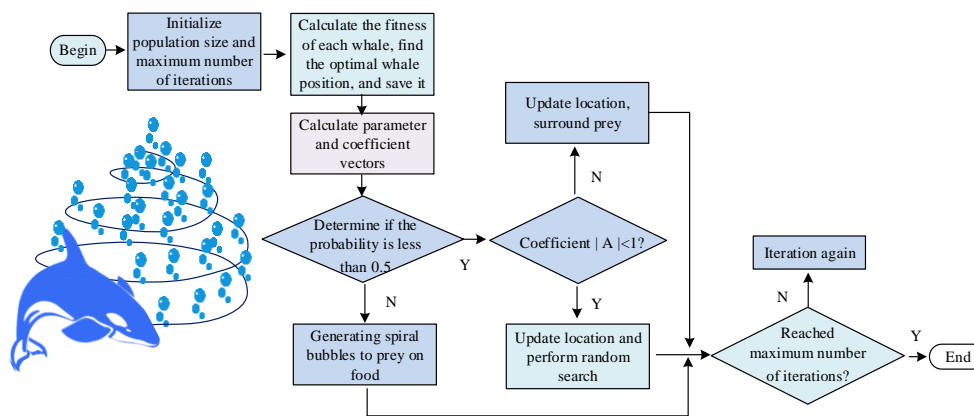 Begin
Initialize
population size and
maximum number
of iterations
Calculate the fitness
of each whale, find
the optimal whale
position, and save it
Calculate parameter
and coefficient
vectors
Determine if the
probability is less
than 0.5
Y
N
Generating spiral
bubbles to prey on
food
Update location,
surround prey
N
Coefficient | A |<1?
Y
Update location and
perform random
search
Iteration again
N
Reached
maximum number
of iterations?
Y
End